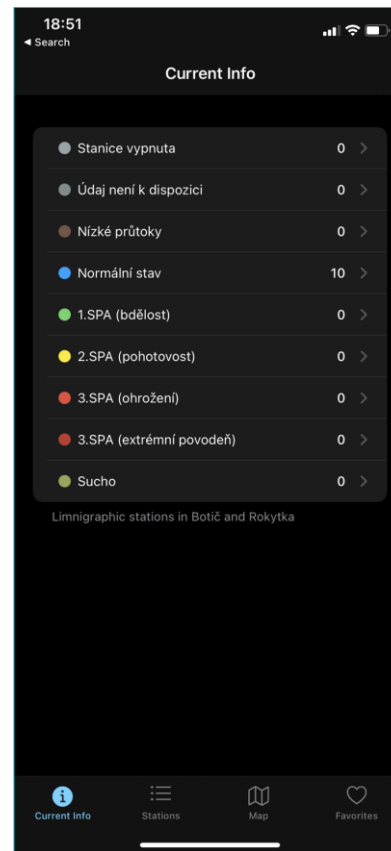 18:51
◀ Search
Current Info
Stanice vypnuta 0
Údaj není k dispozici 0
Nízké průtoky 0
Normální stav 10
1.SPA (bdělost) 0
2.SPA (pohotovost) 0
3.SPA (ohrožení) 0
3.SPA (extrémní povodeň) 0
Sucho 0
Limnigraphic stations in Botič and Rokytka
Current Info Stations Map Favorites